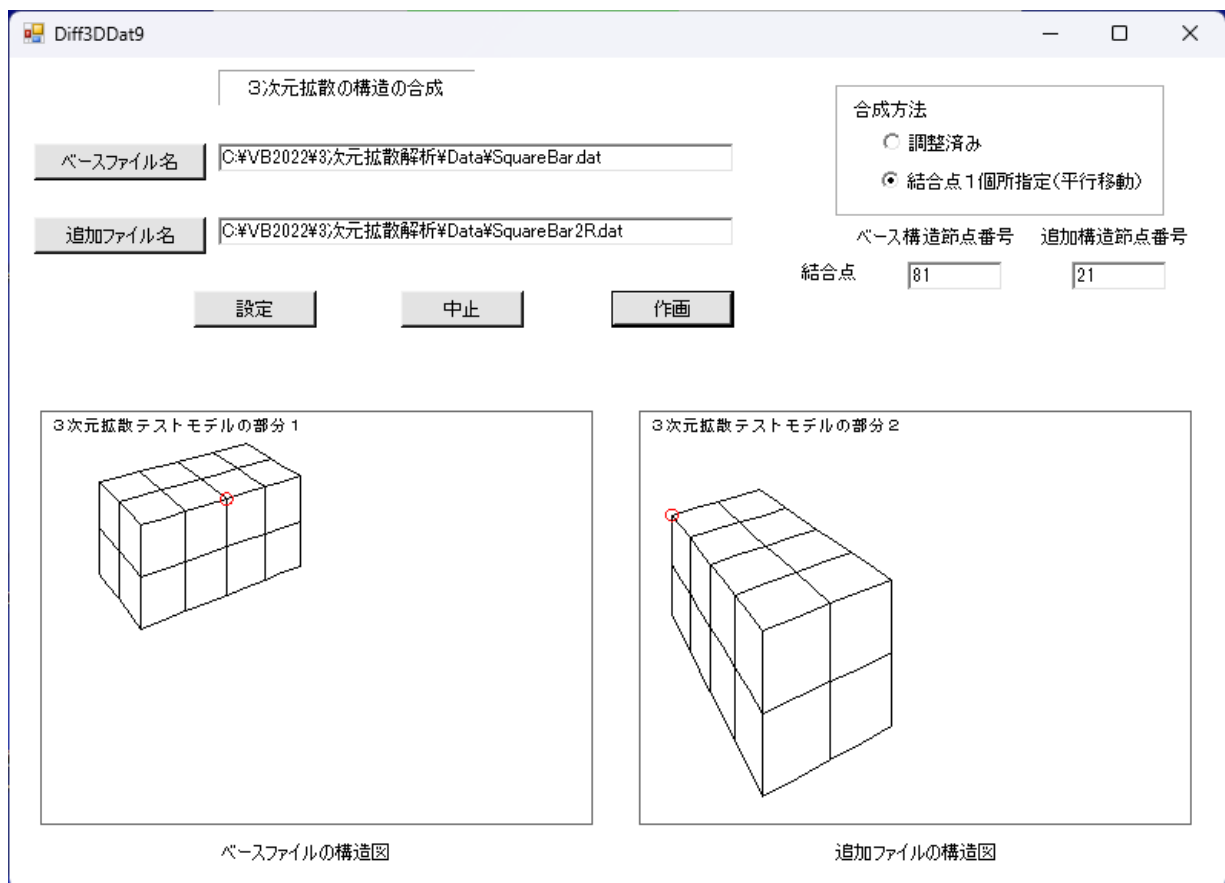 Diff3DDat9
3次元拡散の構造の合成
合成方法
調整済み
結合点1個所指定(平行移動)
ベースファイル名
C:¥VB2022¥3次元拡散解析¥Data¥SquareBar.dat
追加ファイル名
C:¥VB2022¥3次元拡散解析¥Data¥SquareBar2R.dat
ベース構造節点番号 追加構造節点番号
結合点 81 21
設定 中止 作画
3次元拡散テストモデルの部分1
3次元拡散テストモデルの部分2
ベースファイルの構造図
追加ファイルの構造図